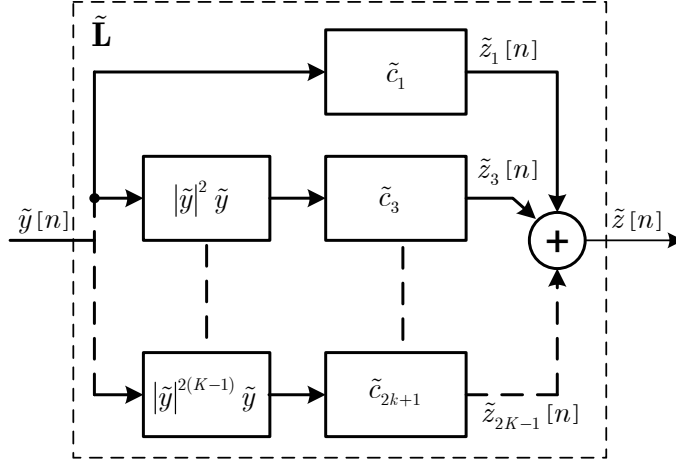 L̃
z̃₁[n]
c̃₁
z̃₃[n]
|ỹ|² ỹ
c̃₃
ỹ[n]
+
z̃[n]
|ỹ|²⁽ᴷ⁻¹⁾ ỹ
c̃₂ₖ₊₁
z̃_{2K−1}[n]